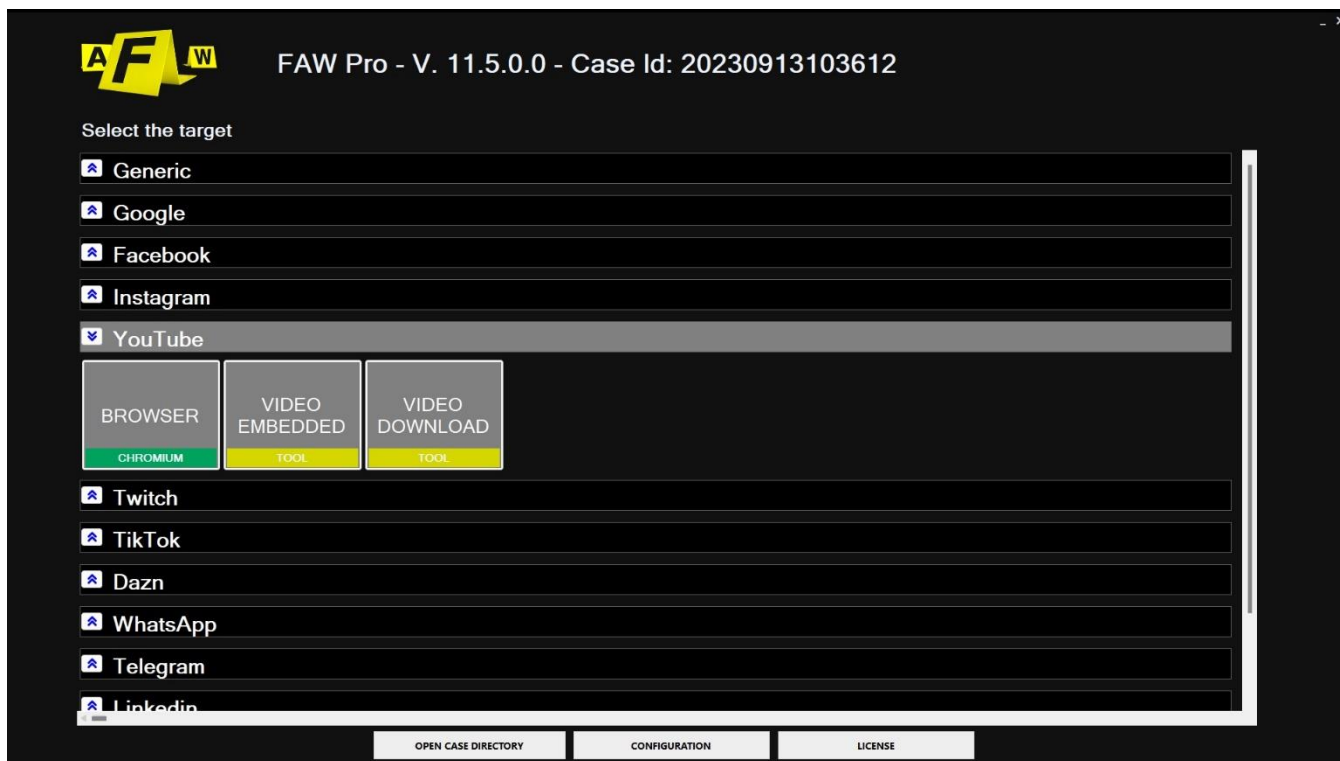 A F W
FAW Pro - V. 11.5.0.0 - Case Id: 20230913103612
Select the target
Generic
Google
Facebook
Instagram
YouTube
BROWSER
CHROMIUM
VIDEO
EMBEDDED
TOOL
VIDEO
DOWNLOAD
TOOL
Twitch
TikTok
Dazn
WhatsApp
Telegram
Linkedin
OPEN CASE DIRECTORY
CONFIGURATION
LICENSE